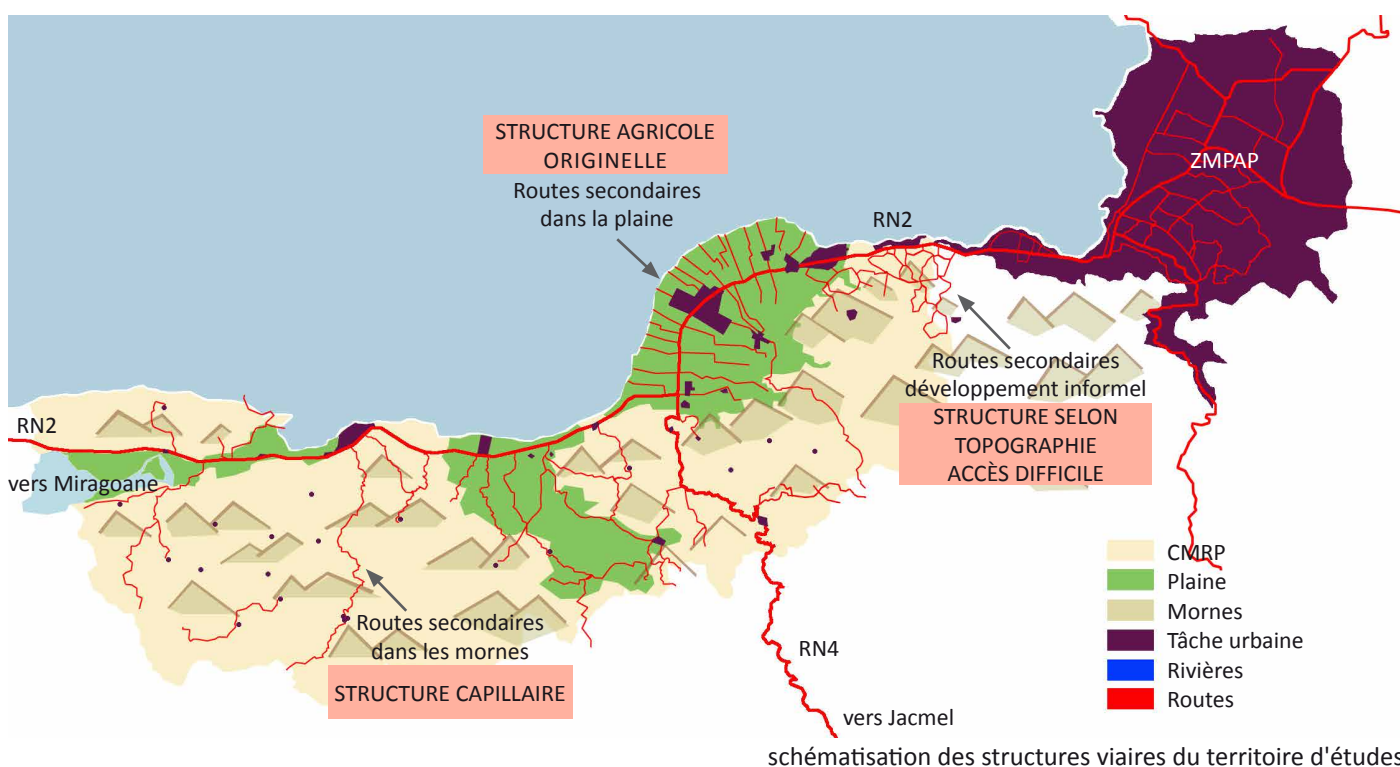 STRUCTURE AGRICOLE
ORIGINELLE
Routes secondaires
dans la plaine
RN2
ZMPAP
Routes secondaires
développement informel
STRUCTURE SELON
TOPOGRAPHIE
ACCÈS DIFFICILE
RN2
vers Miragoane
Routes secondaires
dans les mornes
STRUCTURE CAPILLAIRE
RN4
vers Jacmel
CMRP
Plaine
Mornes
Tâche urbaine
Rivières
Routes
schématisation des structures viaires du territoire d'études